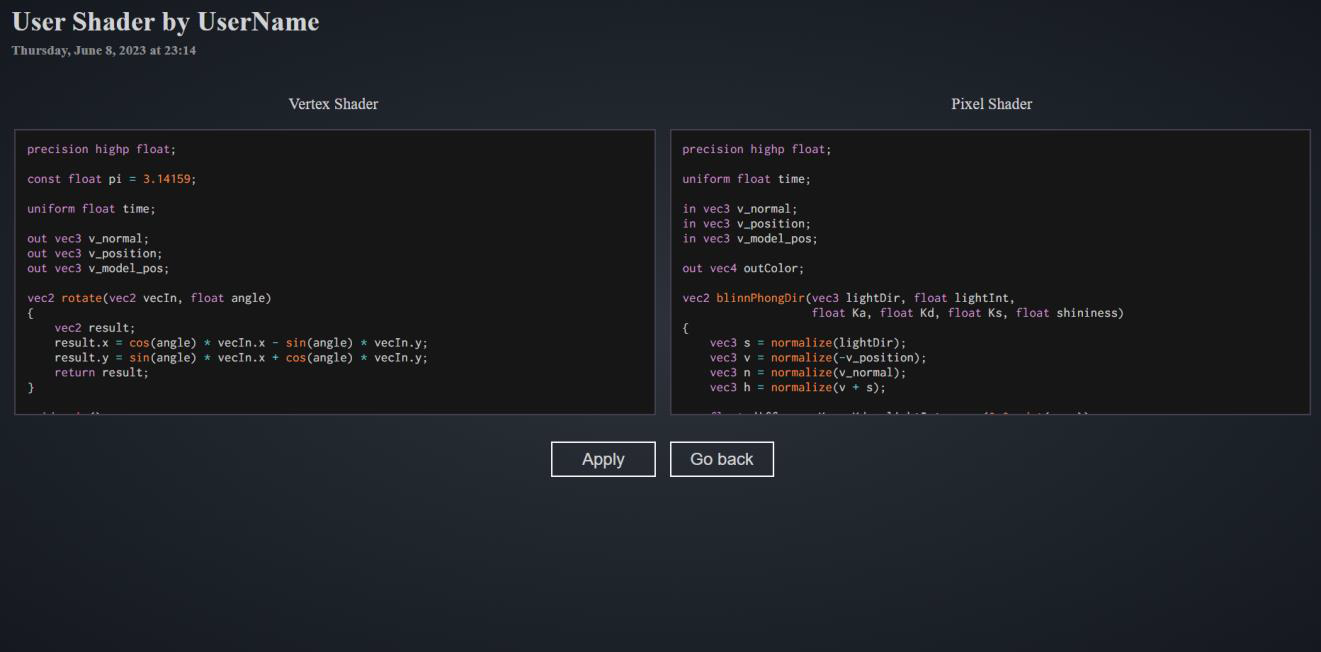 User Shader by UserName
Thursday, June 8, 2023 at 23:14
Vertex Shader
precision highp float;
const float pi = 3.14159;
uniform float time;
out vec3 v_normal;
out vec3 v_position;
out vec3 v_model_pos;
vec2 rotate(vec2 vecIn, float angle)
{
    vec2 result;
    result.x = cos(angle) * vecIn.x - sin(angle) * vecIn.y;
    result.y = sin(angle) * vecIn.x + cos(angle) * vecIn.y;
    return result;
}
Pixel Shader
precision highp float;
uniform float time;
in vec3 v_normal;
in vec3 v_position;
in vec3 v_model_pos;
out vec4 outColor;
vec2 blinnPhongDir(vec3 lightDir, float lightInt,
                   float Ka, float Kd, float Ks, float shininess)
{
    vec3 s = normalize(lightDir);
    vec3 v = normalize(-v_position);
    vec3 n = normalize(v_normal);
    vec3 h = normalize(v + s);
Apply
Go back